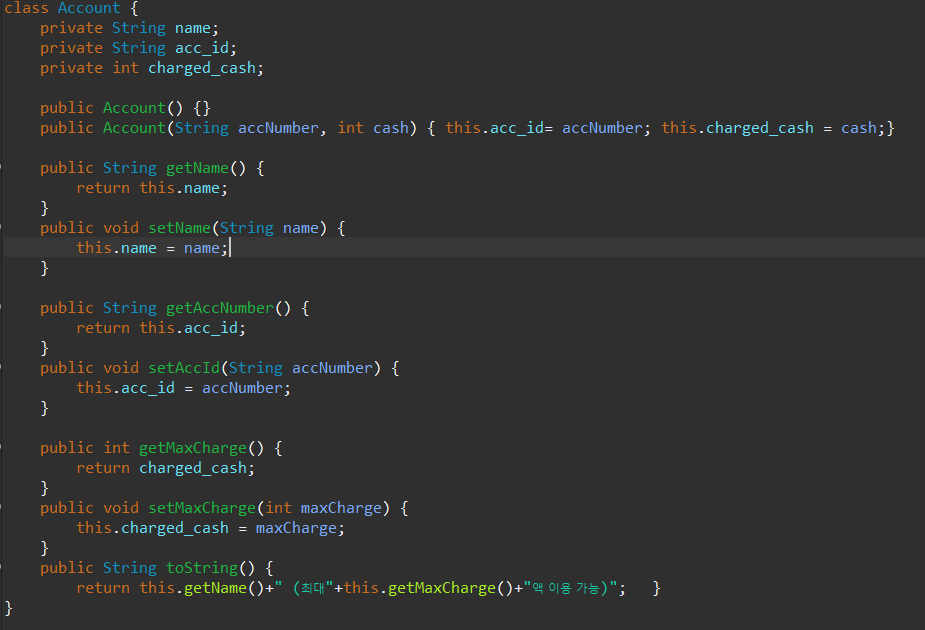 class Account {
    private String name;
    private String acc_id;
    private int charged_cash;

    public Account() {}
    public Account(String accNumber, int cash) { this.acc_id= accNumber; this.charged_cash = cash;}

    public String getName() {
        return this.name;
    }
    public void setName(String name) {
        this.name = name;
    }

    public String getAccNumber() {
        return this.acc_id;
    }
    public void setAccId(String accNumber) {
        this.acc_id = accNumber;
    }

    public int getMaxCharge() {
        return charged_cash;
    }
    public void setMaxCharge(int maxCharge) {
        this.charged_cash = maxCharge;
    }
    public String toString() {
        return this.getName()+" (최대"+this.getMaxCharge()+"액 이용 가능)";   }
}